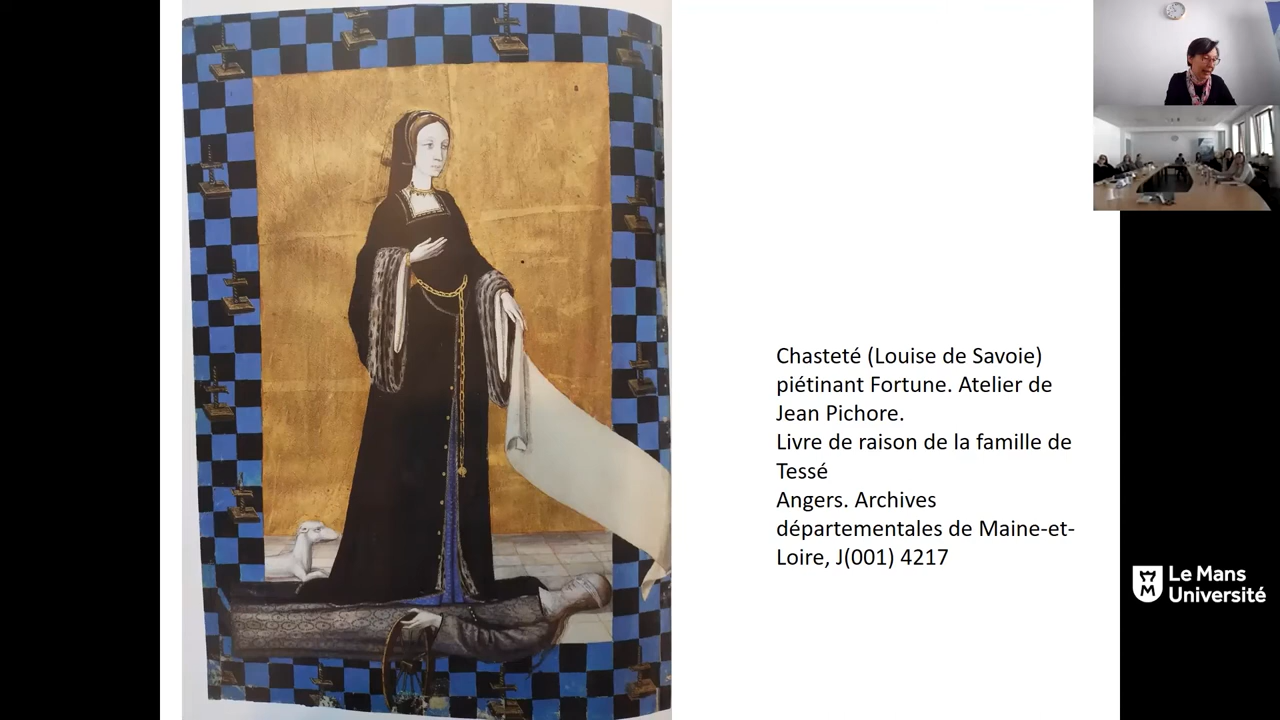 Chasteté (Louise de Savoie)
piétinant Fortune. Atelier de
Jean Pichore.
Livre de raison de la famille de
Tessé
Angers. Archives
départementales de Maine-et-
Loire, J(001) 4217
Le Mans
Université